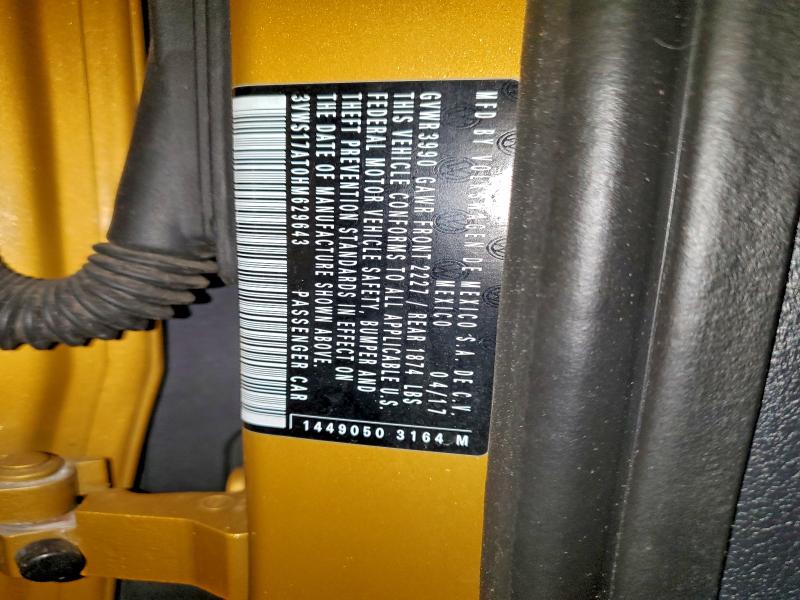 MFD BY VOLKSWAGEN DE MEXICO S.A. DE C.V.
MEXICO 04/17
GVWR3990 GAWR FRONT 2227 // REAR 1874 LBS
THIS VEHICLE CONFORMS TO ALL APPLICABLE U.S.
FEDERAL MOTOR VEHICLE SAFETY, BUMPER AND
THEFT PREVENTION STANDARDS IN EFFECT ON
THE DATE OF MANUFACTURE SHOWN ABOVE.
3VWS17AT0HM629643 PASSENGER CAR
1449050 3164 M